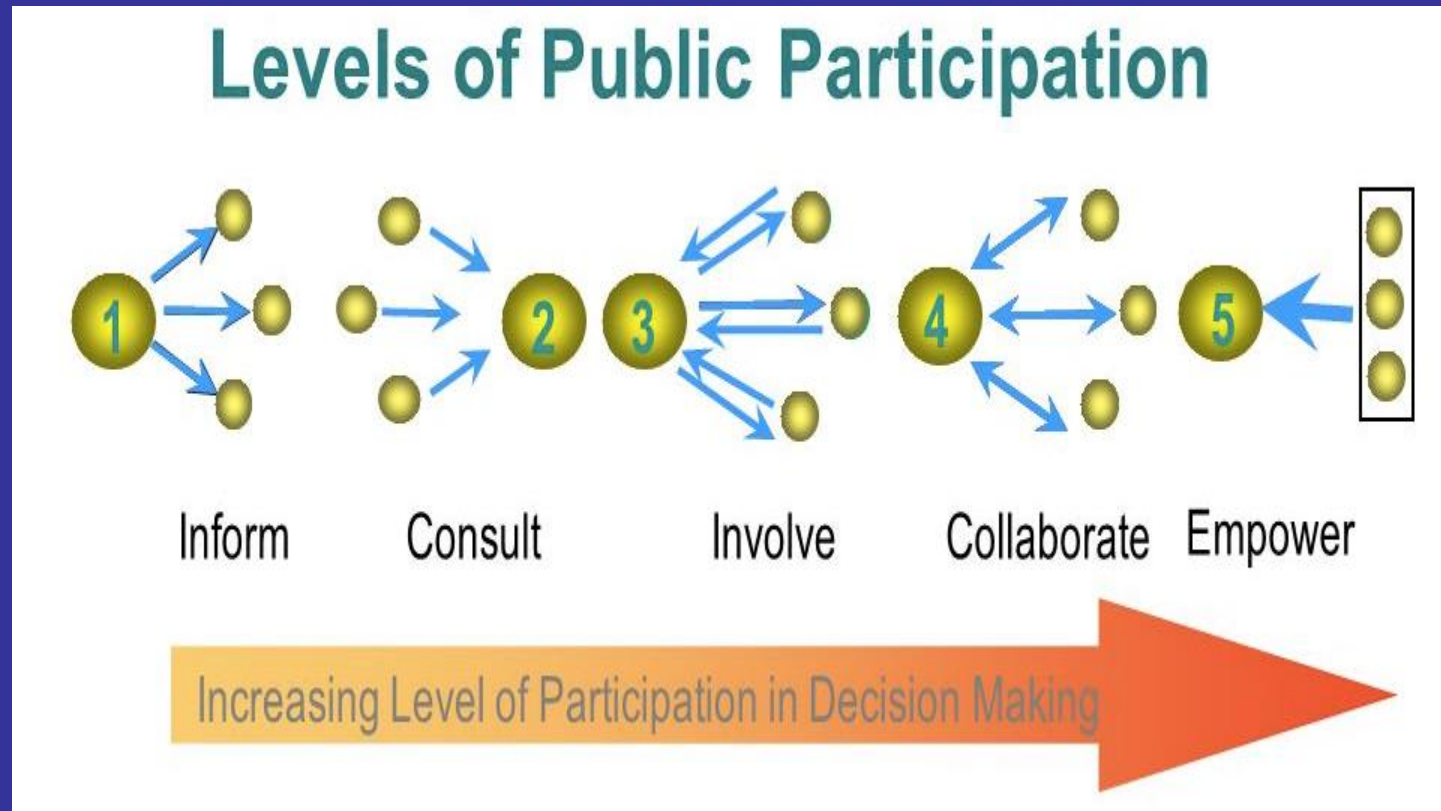 Levels of Public Participation
1 2 3 4 5
Inform Consult Involve Collaborate Empower
Increasing Level of Participation in Decision Making